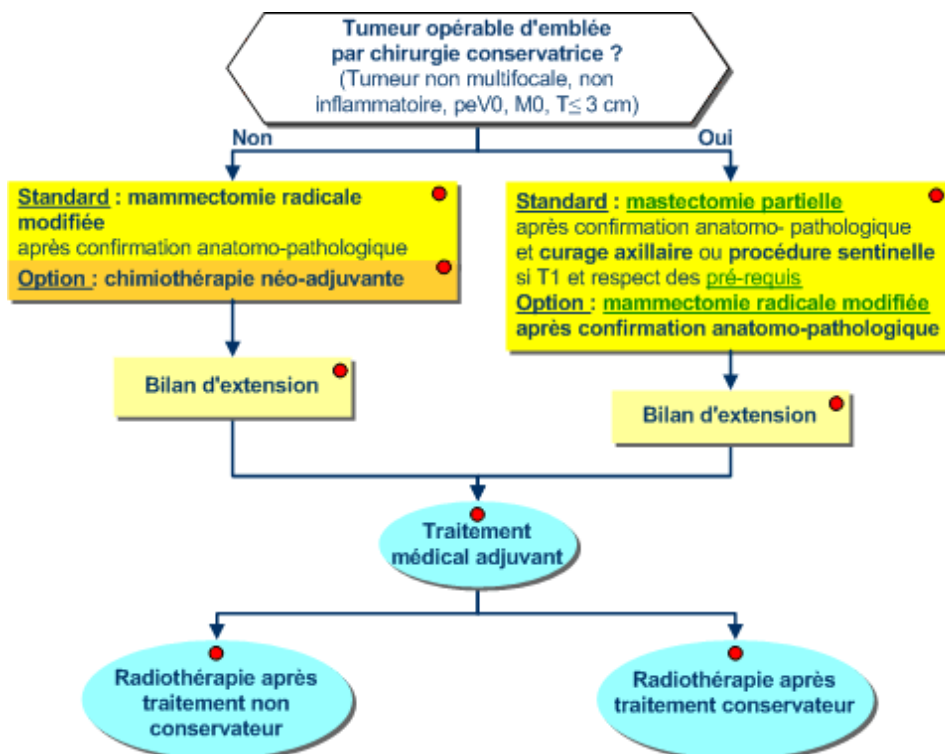 Tumeur opérable d'emblée
par chirurgie conservatrice ?
(Tumeur non multifocale, non
inflammatoire, peV0, M0, T≤ 3 cm)
Non
Oui
Standard : mammectomie radicale
modifiée
après confirmation anatomo-pathologique
Option : chimiothérapie néo-adjuvante
Standard : mastectomie partielle
après confirmation anatomo- pathologique
et curage axillaire ou procédure sentinelle
si T1 et respect des pré-requis
Option : mammectomie radicale modifiée
après confirmation anatomo-pathologique
Bilan d'extension
Bilan d'extension
Traitement
médical adjuvant
Radiothérapie après
traitement non
conservateur
Radiothérapie après
traitement conservateur